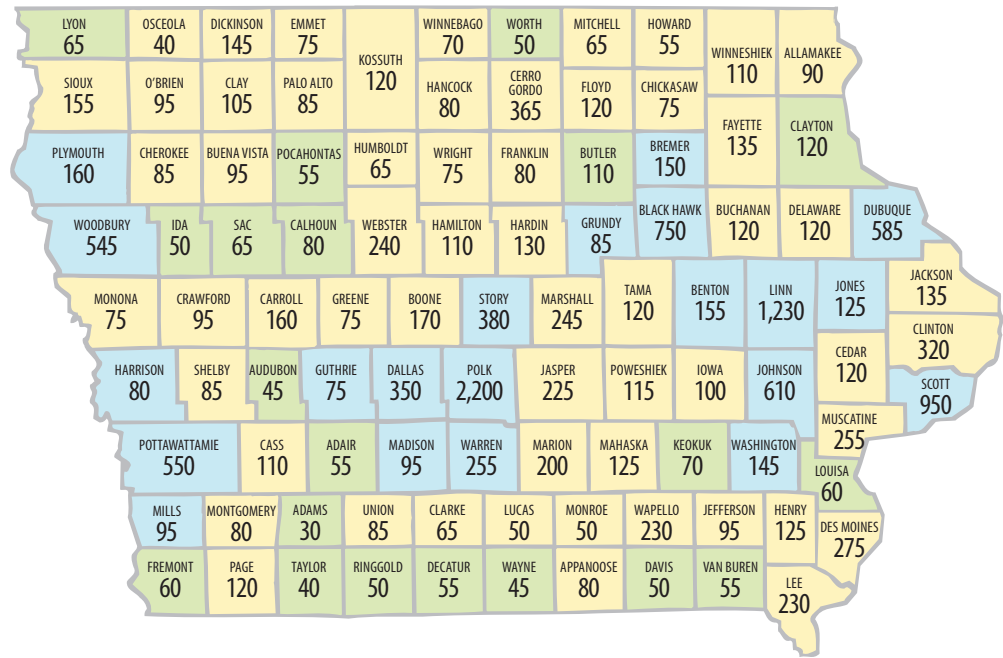 LYON
65
OSCEOLA
40
DICKINSON
145
EMMET
75
KOSSUTH
120
WINNEBAGO
70
WORTH
50
MITCHELL
65
HOWARD
55
WINNESHIEK
110
ALLAMAKEE
90
SIOUX
155
O'BRIEN
95
CLAY
105
PALO ALTO
85
HANCOCK
80
CERRO
GORDO
365
FLOYD
120
CHICKASAW
75
FAYETTE
135
CLAYTON
120
PLYMOUTH
160
CHEROKEE
85
BUENA VISTA
95
POCAHONTAS
55
HUMBOLDT
65
WRIGHT
75
FRANKLIN
80
BUTLER
110
BREMER
150
WOODBURY
545
IDA
50
SAC
65
CALHOUN
80
WEBSTER
240
HAMILTON
110
HARDIN
130
GRUNDY
85
BLACK HAWK
750
BUCHANAN
120
DELAWARE
120
DUBUQUE
585
MONONA
75
CRAWFORD
95
CARROLL
160
GREENE
75
BOONE
170
STORY
380
MARSHALL
245
TAMA
120
BENTON
155
LINN
1,230
JONES
125
JACKSON
135
CLINTON
320
HARRISON
80
SHELBY
85
AUDUBON
45
GUTHRIE
75
DALLAS
350
POLK
2,200
JASPER
225
POWESHIEK
115
IOWA
100
JOHNSON
610
CEDAR
120
SCOTT
950
MUSCATINE
255
POTTAWATTAMIE
550
CASS
110
ADAIR
55
MADISON
95
WARREN
255
MARION
200
MAHASKA
125
KEOKUK
70
WASHINGTON
145
LOUISA
60
MILLS
95
MONTGOMERY
80
ADAMS
30
UNION
85
CLARKE
65
LUCAS
50
MONROE
50
WAPELLO
230
JEFFERSON
95
HENRY
125
DES MOINES
275
FREMONT
60
PAGE
120
TAYLOR
40
RINGGOLD
50
DECATUR
55
WAYNE
45
APPANOOSE
80
DAVIS
50
VAN BUREN
55
LEE
230